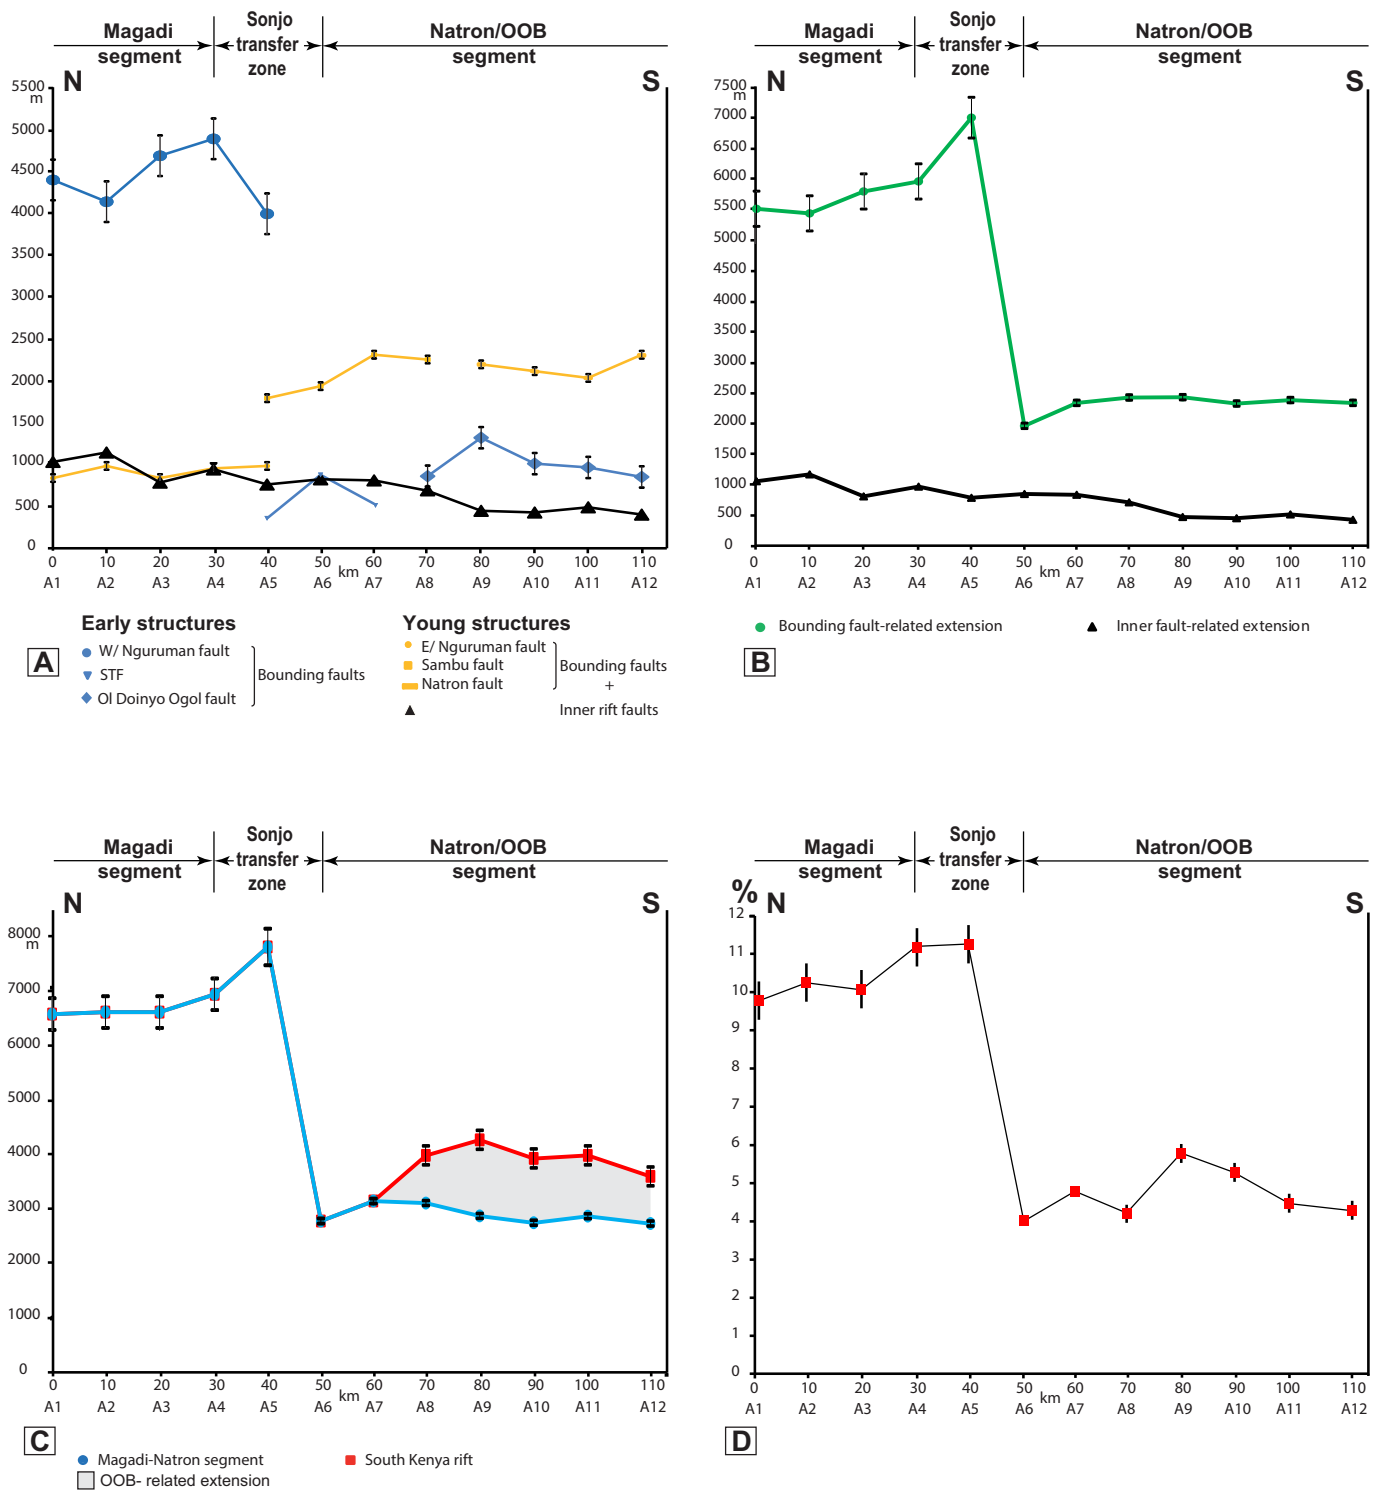 Magadi
segment
Sonjo
transfer
zone
Natron/OOB
segment
N
S
5500
m
5000
4500
4000
3500
3000
2500
2000
1500
1000
500
0
0 10 20 30 40 50 km 60 70 80 90 100 110
A1 A2 A3 A4 A5 A6 A7 A8 A9 A10 A11 A12
A
Early structures
W/ Nguruman fault
STF
Ol Doinyo Ogol fault
Bounding faults
Young structures
E/ Nguruman fault
Sambu fault
Natron fault
Bounding faults
+
Inner rift faults
Magadi
segment
Sonjo
transfer
zone
Natron/OOB
segment
N
S
7500
m
7000
6500
6000
5500
5000
4500
4000
3500
3000
2500
2000
1500
1000
500
0
0 10 20 30 40 50 km 60 70 80 90 100 110
A1 A2 A3 A4 A5 A6 A7 A8 A9 A10 A11 A12
Bounding fault-related extension
Inner fault-related extension
B
Magadi
segment
Sonjo
transfer
zone
Natron/OOB
segment
N
S
8000
m
7000
6000
5000
4000
3000
2000
1000
0
0 10 20 30 40 50 km 60 70 80 90 100 110
A1 A2 A3 A4 A5 A6 A7 A8 A9 A10 A11 A12
C
Magadi-Natron segment
South Kenya rift
OOB- related extension
Magadi
segment
Sonjo
transfer
zone
Natron/OOB
segment
% N
S
12
11
10
9
8
7
6
5
4
3
2
1
0
0 10 20 30 40 50 km 60 70 80 90 100 110
A1 A2 A3 A4 A5 A6 A7 A8 A9 A10 A11 A12
D